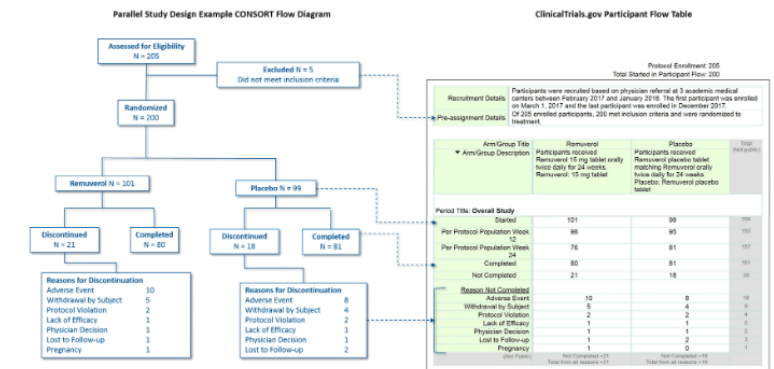 Parallel Study Design Example CONSORT Flow Diagram
Assessed for Eligibility
N = 205
Excluded N = 5
Did not meet inclusion criteria
Randomized
N = 200
Remuverol N = 101
Placebo N = 99
Discontinued
N = 21
Completed
N = 80
Discontinued
N = 18
Completed
N = 81
Reasons for Discontinuation
Adverse Event 10
Withdrawal by Subject 5
Protocol Violation 2
Lack of Efficacy 1
Physician Decision 1
Lost to Follow-up 1
Pregnancy 1
Reasons for Discontinuation
Adverse Event 8
Withdrawal by Subject 4
Protocol Violation 2
Lack of Efficacy 1
Physician Decision 1
Lost to Follow-up 2
ClinicalTrials.gov Participant Flow Table
Protocol Enrollment: 205
Total Started in Participant Flow: 200
Recruitment Details
Participants were recruited based on physician referral at 3 academic medical
centers between February 2017 and January 2018. The first participant was enrolled
on March 1, 2017 and the last participant was enrolled in December 2017.
Pre-assignment Details
Of 205 enrolled participants, 200 met inclusion criteria and were randomized to
treatment.
Arm/Group Title Remuverol Placebo Total
(Not public)
▼ Arm/Group Description
Participants received
Remuverol 15 mg tablet orally
twice daily for 24 weeks.
Remuverol: 15 mg tablet
Participants received
Remuverol placebo tablet
matching Remuverol orally
twice daily for 24 weeks.
Placebo: Remuverol placebo
tablet
Period Title: Overall Study
Started 101 99 200
Per Protocol Population Week
12 98 95 193
Per Protocol Population Week
24 76 81 157
Completed 80 81 161
Not Completed 21 18 39
Reason Not Completed
Adverse Event 10 8 18
Withdrawal by Subject 5 4 9
Protocol Violation 2 2 4
Lack of Efficacy 1 1 2
Physician Decision 1 1 2
Lost to Follow-up 1 2 3
Pregnancy 1 0 1
(Not Public) Not Completed =21 Not Completed =18
Total from all reasons =21 Total from all reasons =18